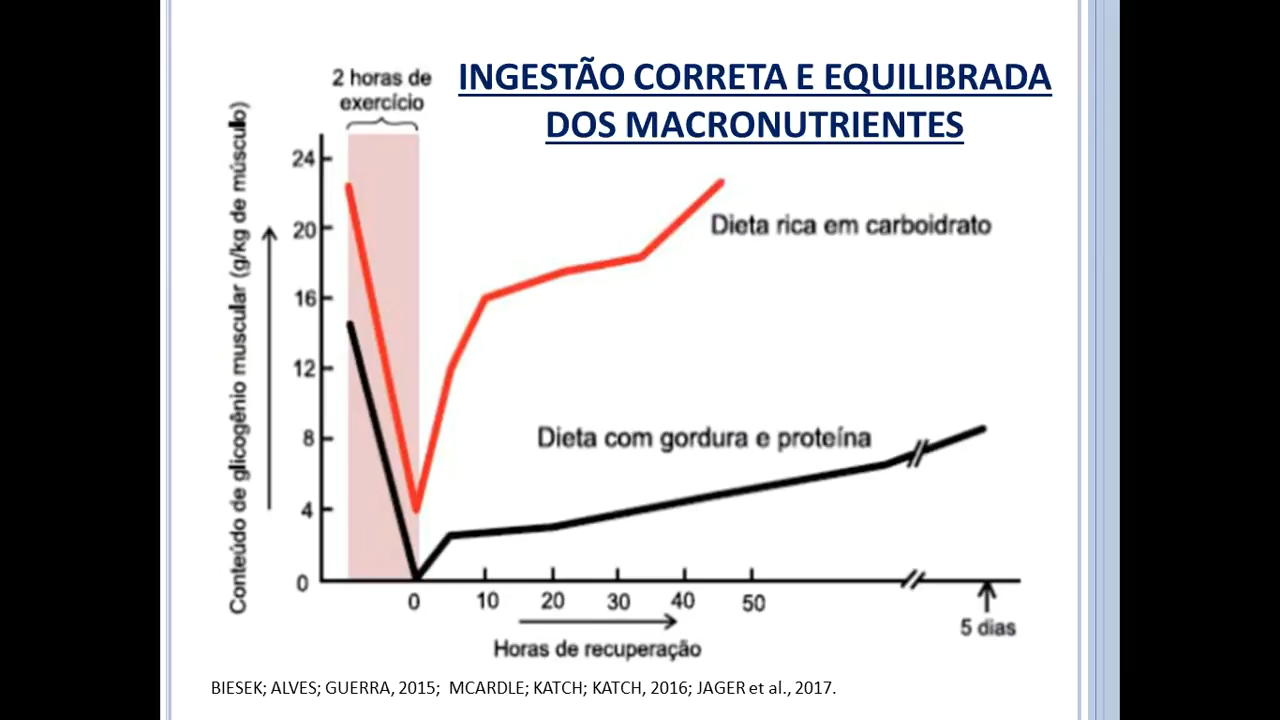 INGESTÃO CORRETA E EQUILIBRADA
DOS MACRONUTRIENTES
2 horas de
exercício
Conteúdo de glicogênio muscular (g/kg de músculo)
24
20
16
12
8
4
0
Dieta rica em carboidrato
Dieta com gordura e proteína
0 10 20 30 40 50
5 dias
Horas de recuperação
BIESEK; ALVES; GUERRA, 2015; MCARDLE; KATCH; KATCH, 2016; JAGER et al., 2017.